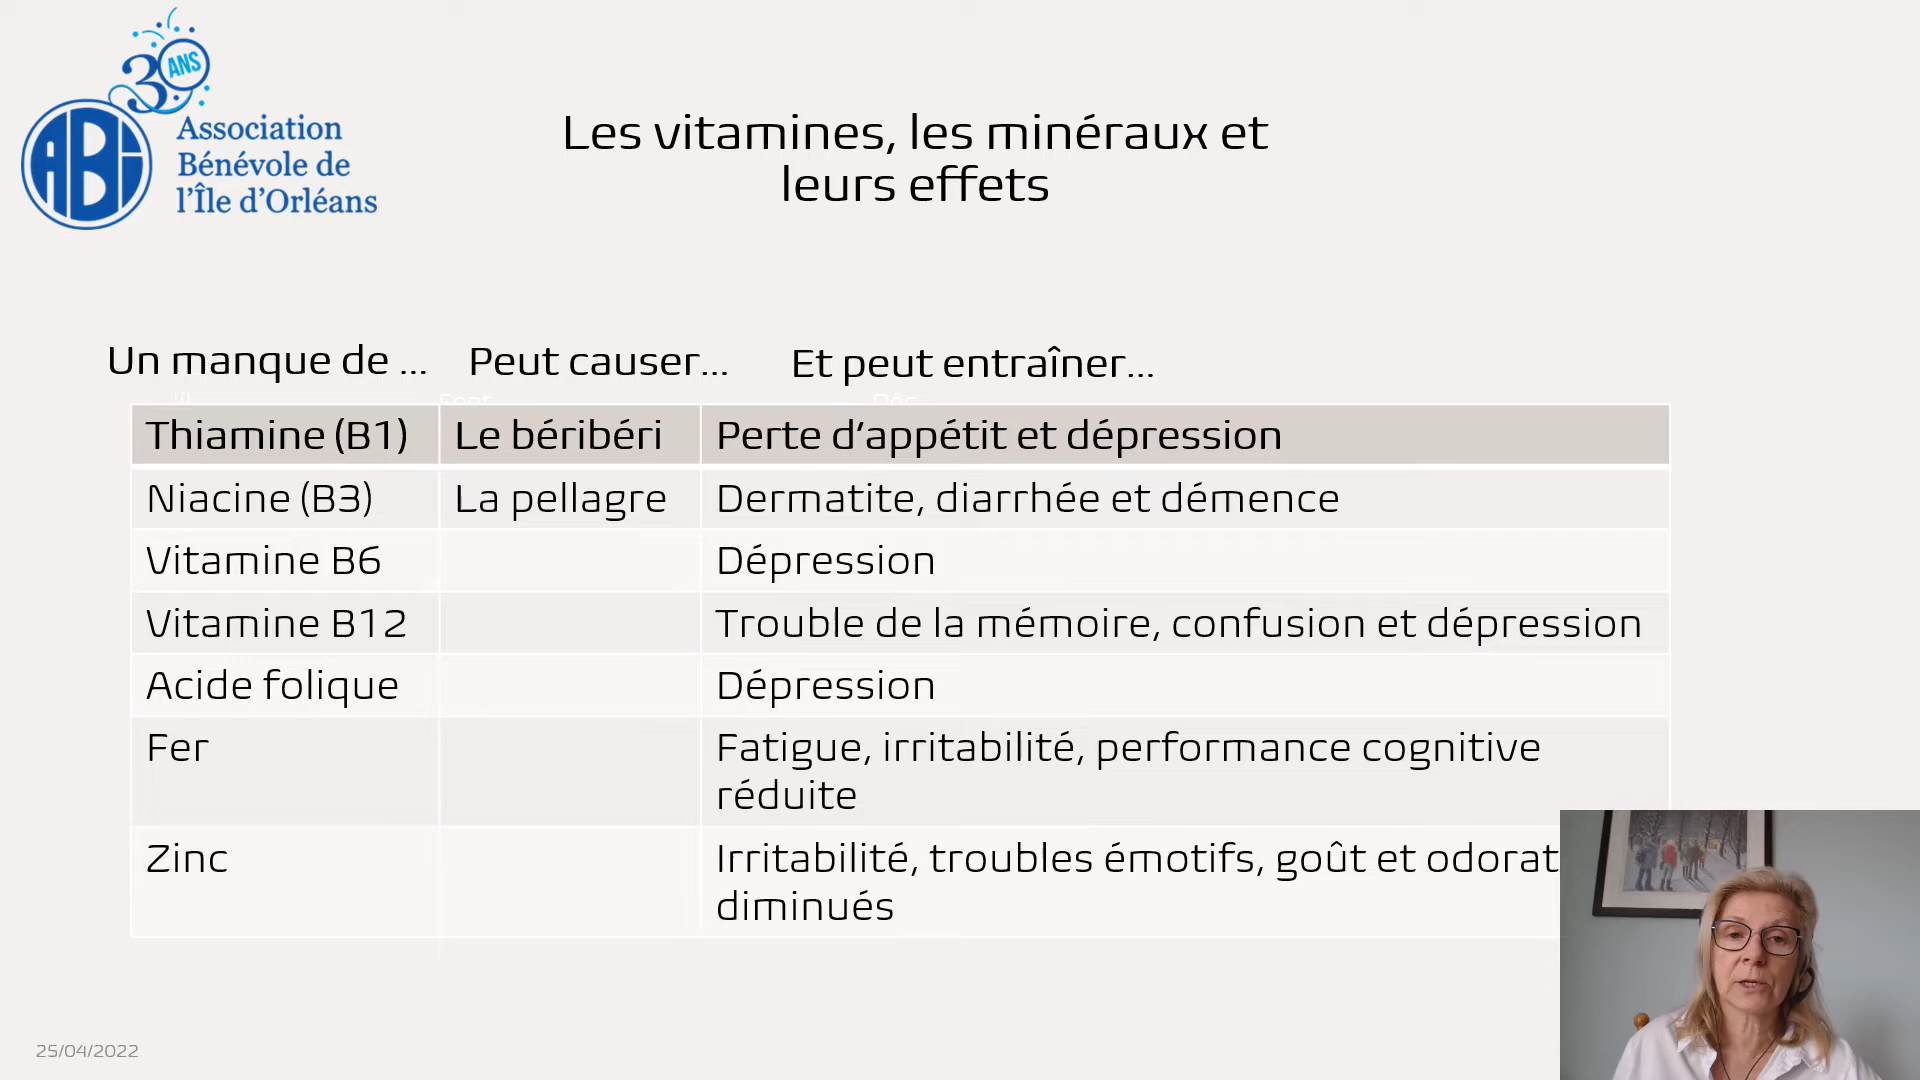 30 ANS
ABI
Association
Bénévole de
l'Île d'Orléans
Les vitamines, les minéraux et
leurs effets
Un manque de ... Peut causer... Et peut entraîner...
Thiamine (B1) Le béribéri Perte d'appétit et dépression
Niacine (B3) La pellagre Dermatite, diarrhée et démence
Vitamine B6 Dépression
Vitamine B12 Trouble de la mémoire, confusion et dépression
Acide folique Dépression
Fer Fatigue, irritabilité, performance cognitive
réduite
Zinc Irritabilité, troubles émotifs, goût et odorat
diminués
25/04/2022